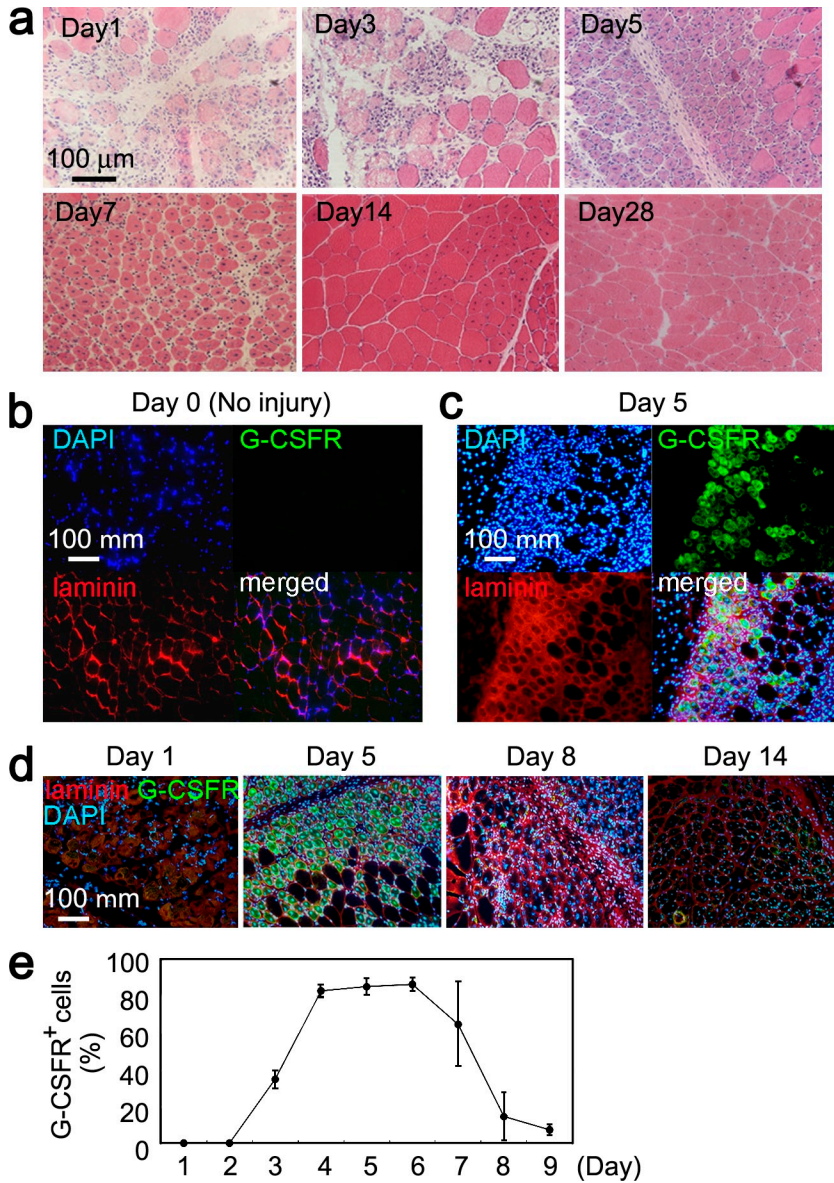 a
Day1
Day3
Day5
100 μm
Day7
Day14
Day28
b
Day 0 (No injury)
DAPI
G-CSFR
100 mm
laminin
merged
c
Day 5
DAPI
G-CSFR
100 mm
laminin
merged
d
Day 1
Day 5
Day 8
Day 14
laminin G-CSFR
DAPI
100 mm
e
G-CSFR+ cells
(%)
100
80
60
40
20
0
1 2 3 4 5 6 7 8 9 (Day)